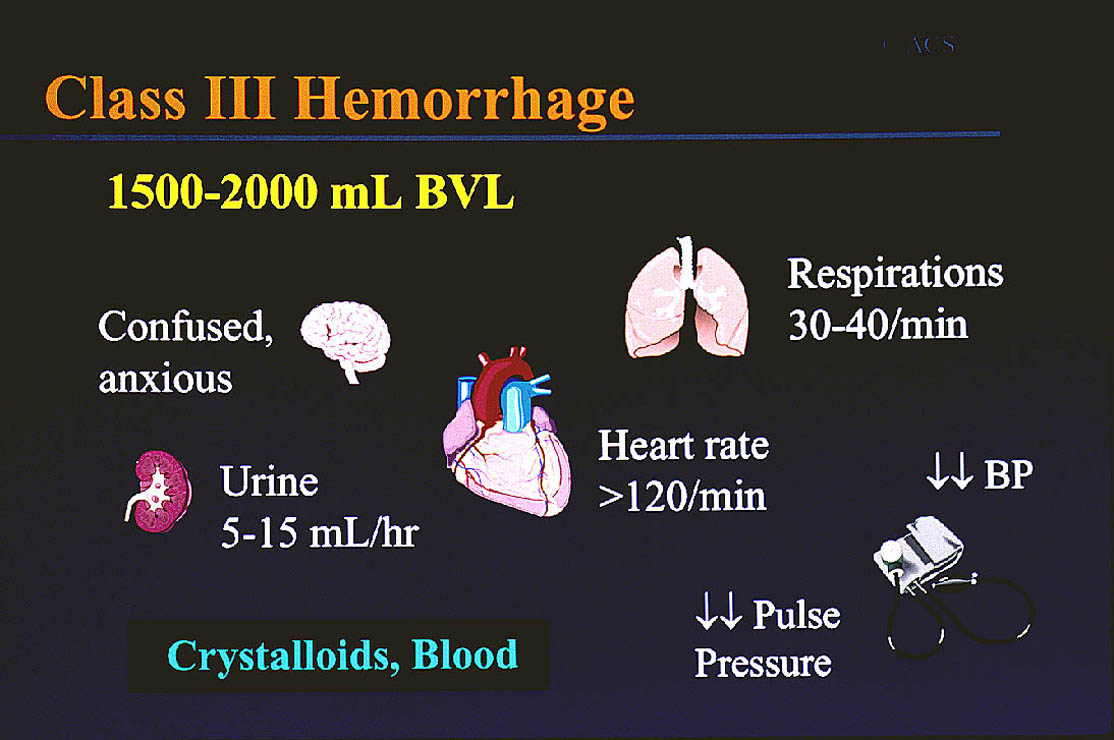 ACS
Class III Hemorrhage
1500-2000 mL BVL
Respirations
30-40/min
Confused,
anxious
Heart rate
>120/min
↓↓ BP
Urine
5-15 mL/hr
↓↓ Pulse
Pressure
Crystalloids, Blood